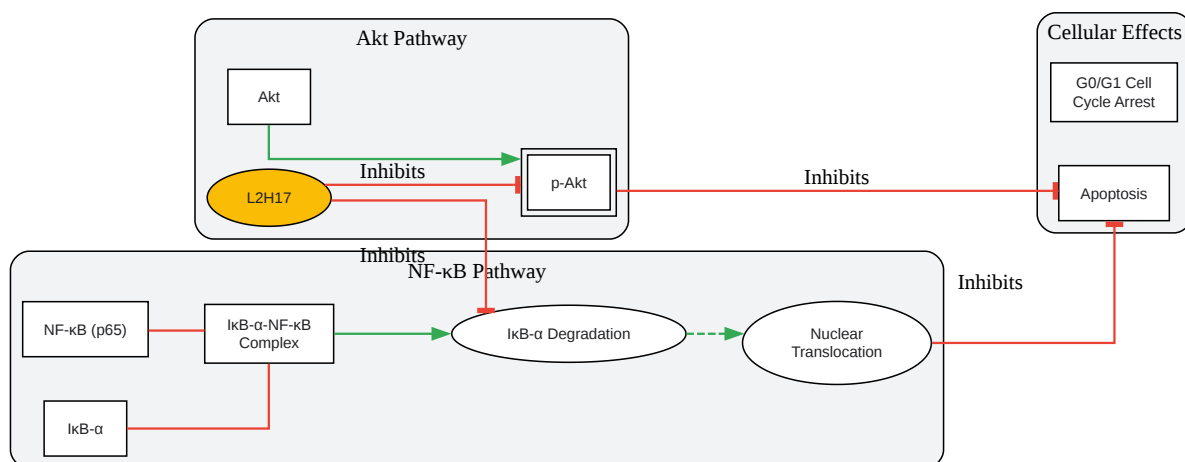 Akt Pathway
Akt
Inhibits
L2H17
p-Akt
Cellular Effects
G0/G1 Cell
Cycle Arrest
Inhibits
Apoptosis
Inhibits
NF-κB Pathway
NF-κB (p65)
IκB-α-NF-κB
Complex
IκB-α Degradation
Nuclear
Translocation
Inhibits
IκB-α